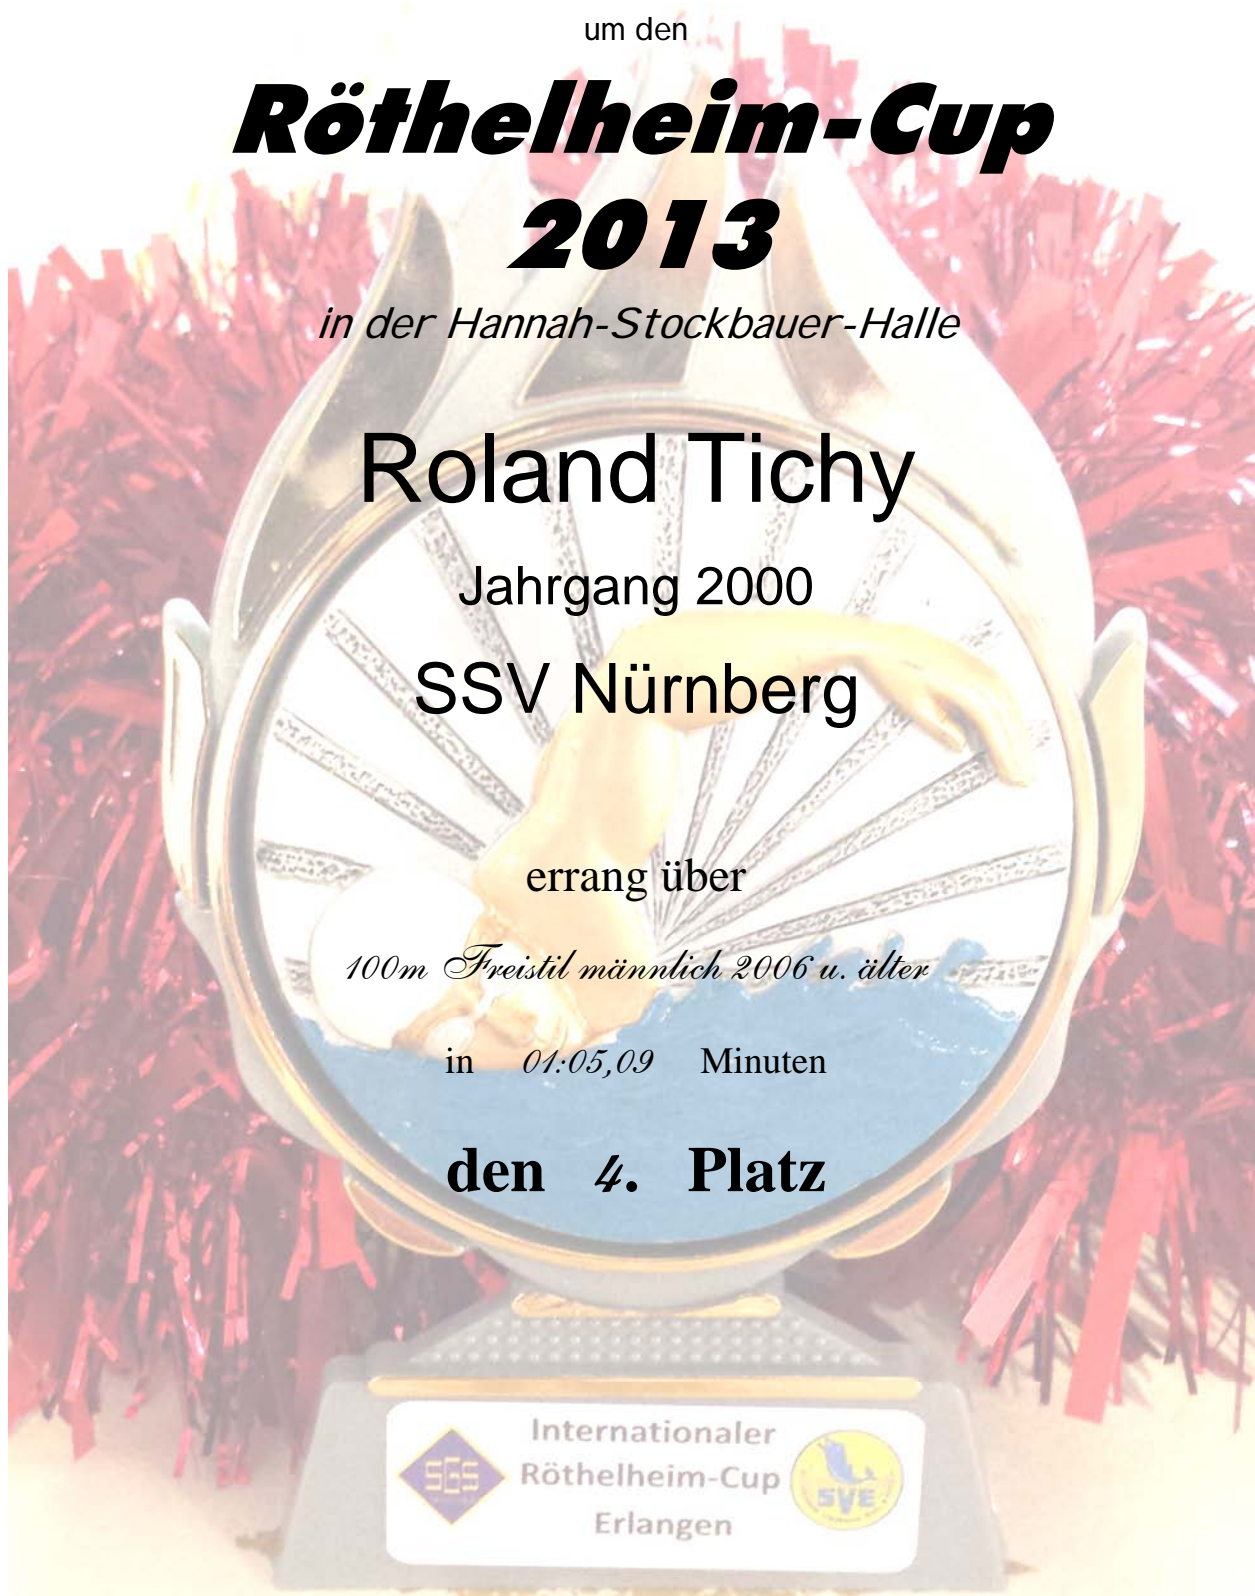 um den
Röthelheim-Cup
2013
in der Hannah-Stockbauer-Halle
Roland Tichy
Jahrgang 2000
SSV Nürnberg
errang über
100m Freistil männlich 2006 u. älter
in 01:05,09 Minuten
den 4. Platz
Internationaler
SGS Röthelheim-Cup SVE
Erlangen